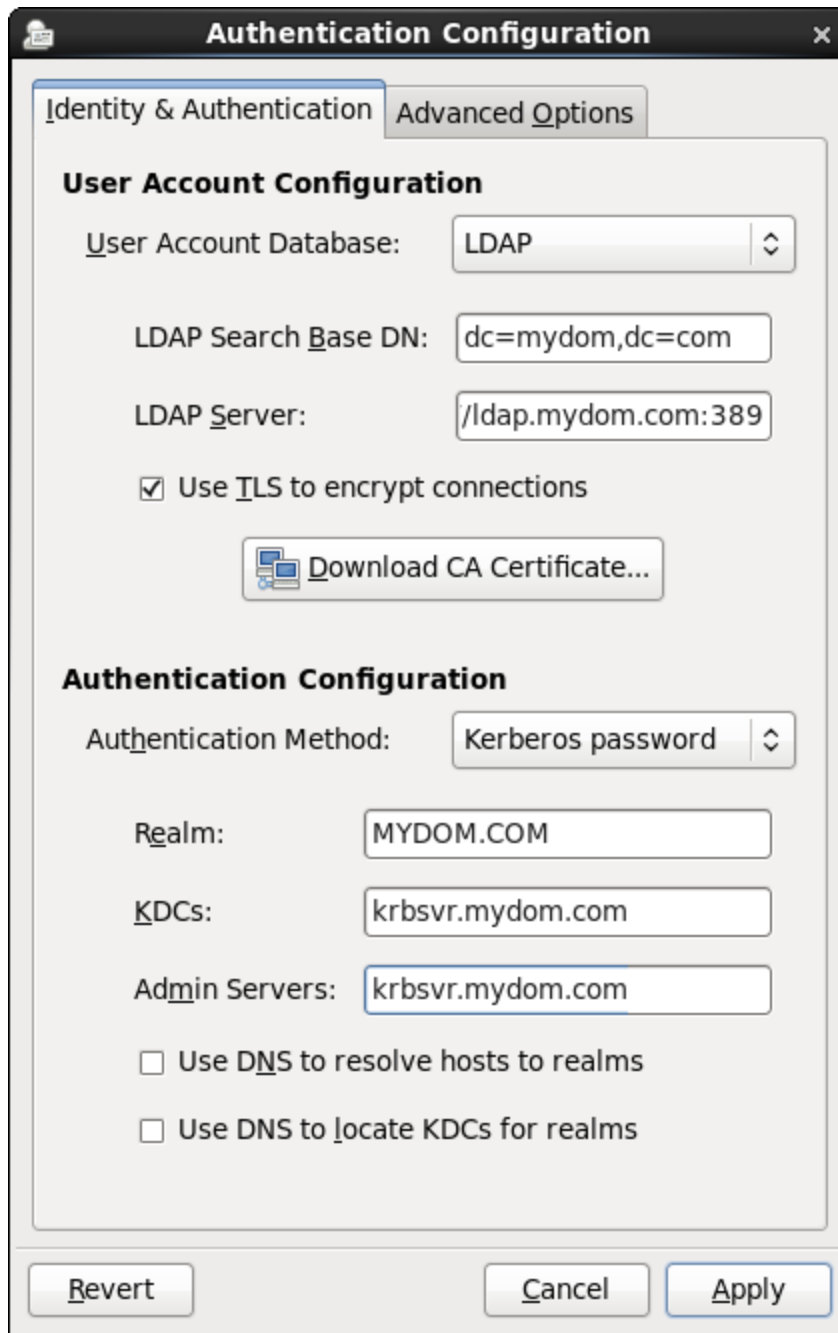 Authentication Configuration
Identity & Authentication
Advanced Options
User Account Configuration
User Account Database: LDAP
LDAP Search Base DN: dc=mydom,dc=com
LDAP Server: /ldap.mydom.com:389
Use TLS to encrypt connections
Download CA Certificate...
Authentication Configuration
Authentication Method: Kerberos password
Realm: MYDOM.COM
KDCs: krbsvr.mydom.com
Admin Servers: krbsvr.mydom.com
Use DNS to resolve hosts to realms
Use DNS to locate KDCs for realms
Revert Cancel Apply